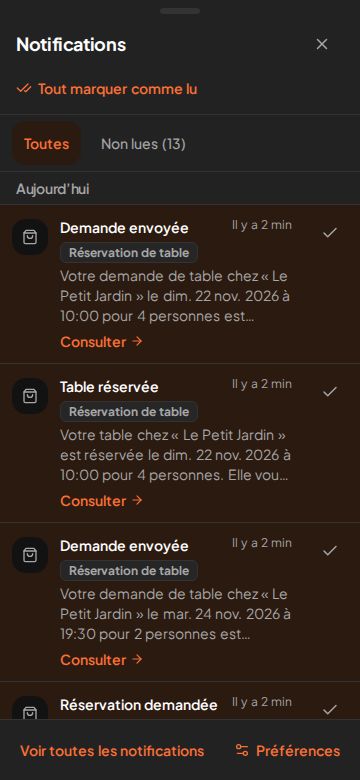 Notifications
Tout marquer comme lu
Toutes
Non lues (13)
Aujourd'hui
Demande envoyée
Il y a 2 min
Réservation de table
Votre demande de table chez « Le
Petit Jardin » le dim. 22 nov. 2026 à
10:00 pour 4 personnes est…
Consulter
Table réservée
Il y a 2 min
Réservation de table
Votre table chez « Le Petit Jardin »
est réservée le dim. 22 nov. 2026 à
10:00 pour 4 personnes. Elle vou…
Consulter
Demande envoyée
Il y a 2 min
Réservation de table
Votre demande de table chez « Le
Petit Jardin » le mar. 24 nov. 2026 à
19:30 pour 2 personnes est…
Consulter
Réservation demandée
Il y a 2 min
Voir toutes les notifications
Préférences